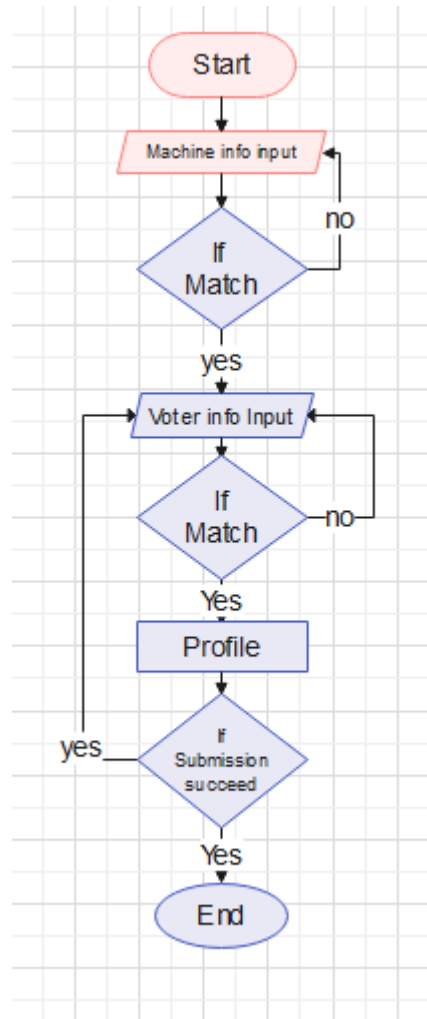 Start
Machine info input
no
If
Match
yes
Voter info Input
If
Match
no
Yes
Profile
If
Submission
succeed
yes
Yes
End